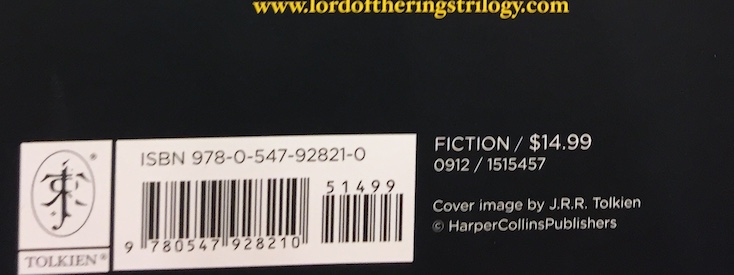 www.lordoftheringstrilogy.com
ISBN 978-0-547-92821-0
51499
9 780547 928210
TOLKIEN®
FICTION / $14.99
0912 / 1515457
Cover image by J.R.R. Tolkien
© HarperCollinsPublishers